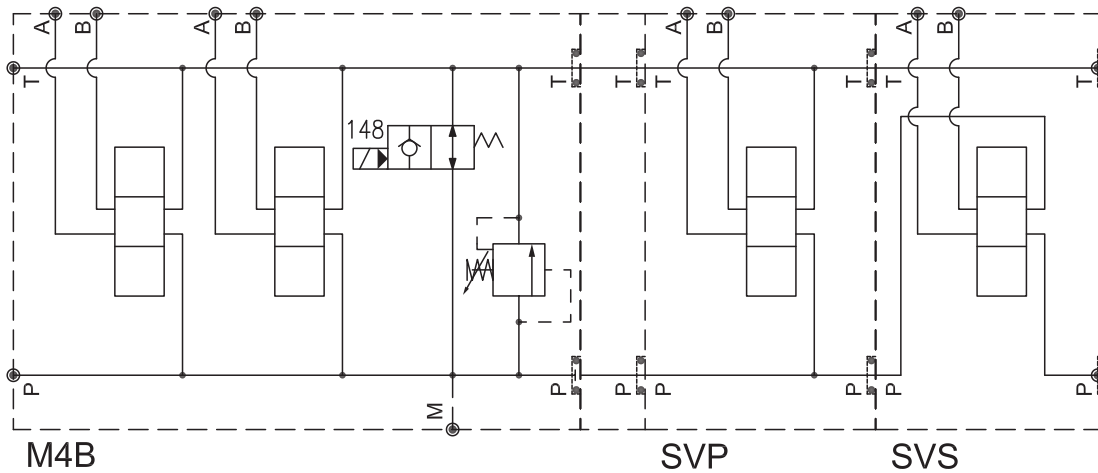 A B A B A B A B
T T T T T T T
148
P P P P P P P
M
M4B SVP SVS